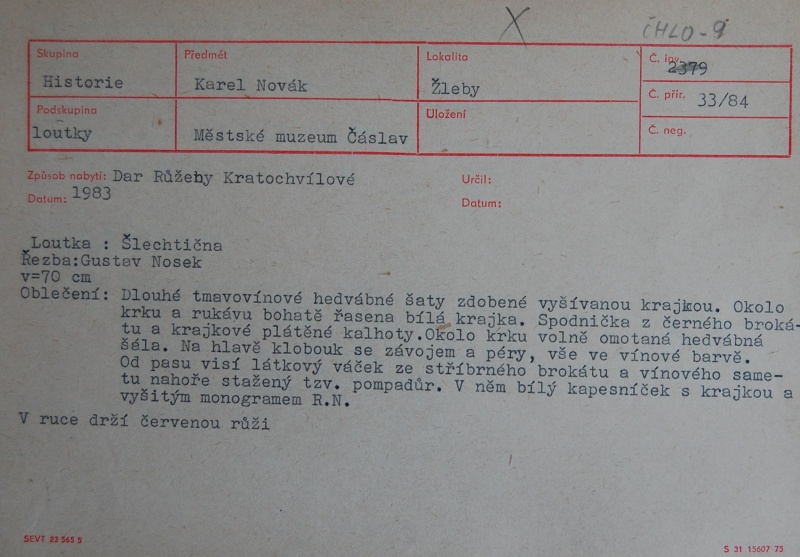 X ČHLO-9
Skupina Předmět Lokalita Č. inv.
Historie Karel Novák Žleby 2379
Podskupina Uložení Č. přír. 33/84
loutky Městské muzeum Čáslav Č. neg.
Způsob nabytí: Dar Růženy Kratochvílové Určil:
Datum: 1983 Datum:
Loutka : Šlechtična
Řezba:Gustav Nosek
v=70 cm
Oblečení: Dlouhé tmavovínové hedvábné šaty zdobené vyšívanou krajkou. Okolo
krku a rukávu bohatě řasena bílá krajka. Spodnička z černého broká-
tu a krajkové plátěné kalhoty.Okolo krku volně omotaná hedvábná
šála. Na hlavě klobouk se závojem a péry, vše ve vínové barvě.
Od pasu visí látkový váček ze stříbrného brokátu a vínového same-
tu nahoře stažený tzv. pompadůr. V něm bílý kapesníček s krajkou a
vyšitým monogramem R.N.
V ruce drží červenou růži
SEVT 22 565 5 S 31 15607 75